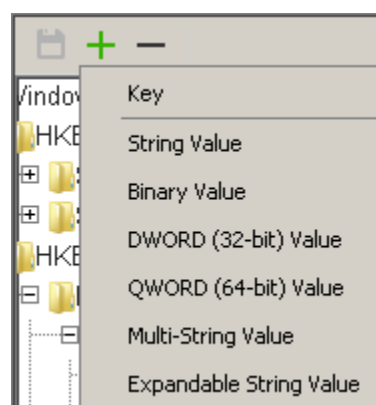 Key
String Value
Binary Value
DWORD (32-bit) Value
QWORD (64-bit) Value
Multi-String Value
Expandable String Value